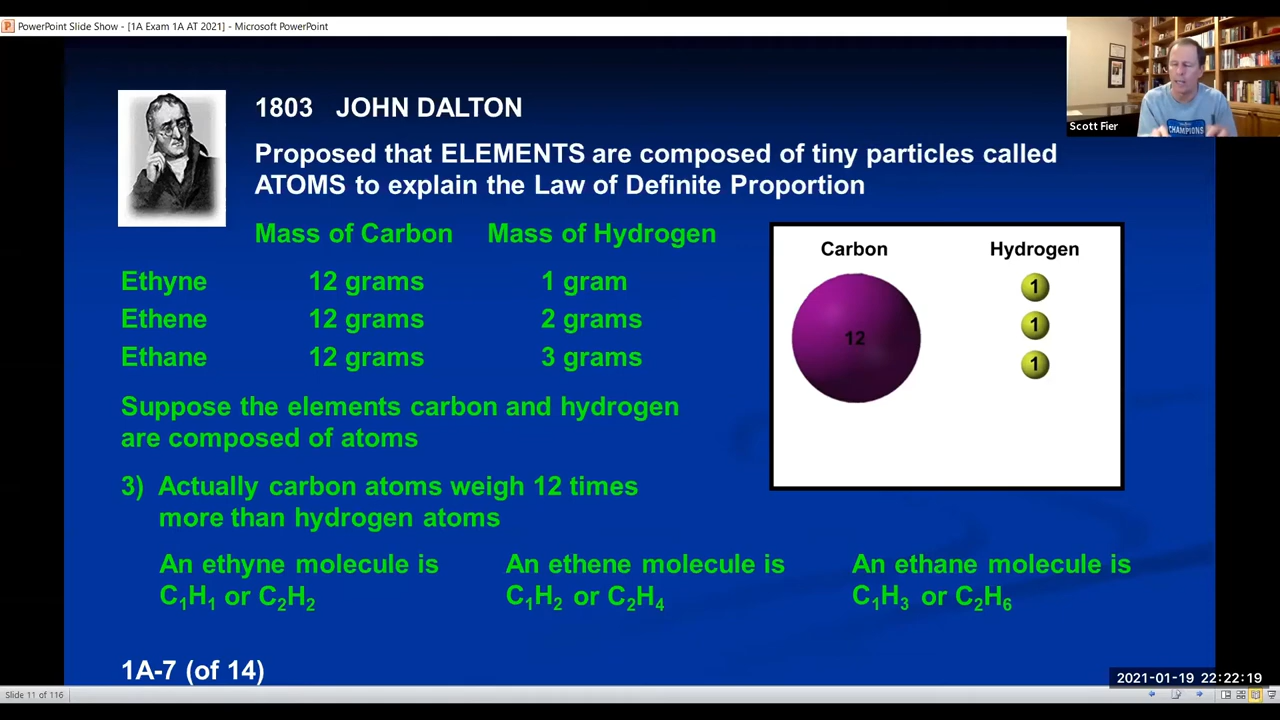 PowerPoint Slide Show - [1A Exam 1A AT 2021] - Microsoft PowerPoint
Scott Fier
CHAMPIONS
1803 JOHN DALTON
Proposed that ELEMENTS are composed of tiny particles called
ATOMS to explain the Law of Definite Proportion
Mass of Carbon Mass of Hydrogen
Ethyne 12 grams 1 gram
Ethene 12 grams 2 grams
Ethane 12 grams 3 grams
Carbon Hydrogen
12
1
1
1
Suppose the elements carbon and hydrogen
are composed of atoms
3) Actually carbon atoms weigh 12 times
more than hydrogen atoms
An ethyne molecule is
C₁H₁ or C₂H₂
An ethene molecule is
C₁H₂ or C₂H₄
An ethane molecule is
C₁H₃ or C₂H₆
1A-7 (of 14)
2021-01-19 22:22:19
Slide 11 of 116